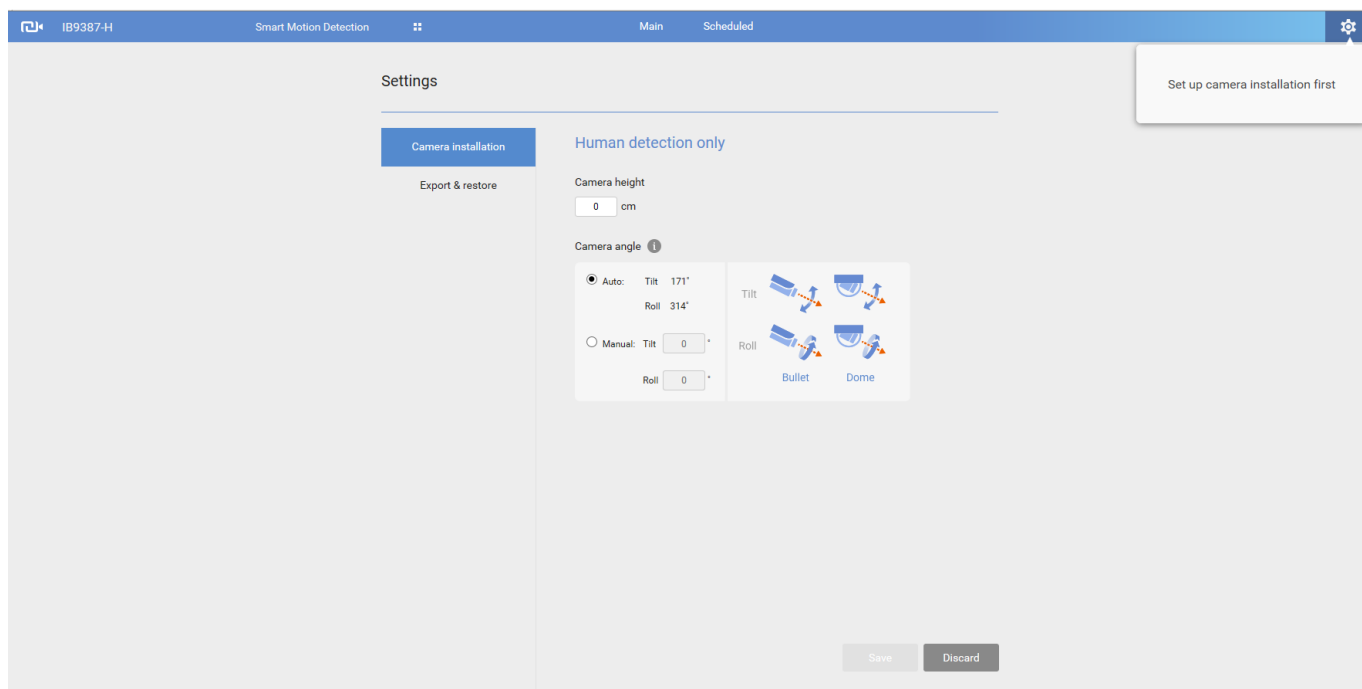 IB9387-H Smart Motion Detection Main Scheduled
Set up camera installation first
Settings
Camera installation
Export & restore
Human detection only
Camera height
0 cm
Camera angle i
Auto: Tilt 171°
Roll 314°
Manual: Tilt 0 °
Roll 0 °
Tilt
Roll
Bullet Dome
Save Discard